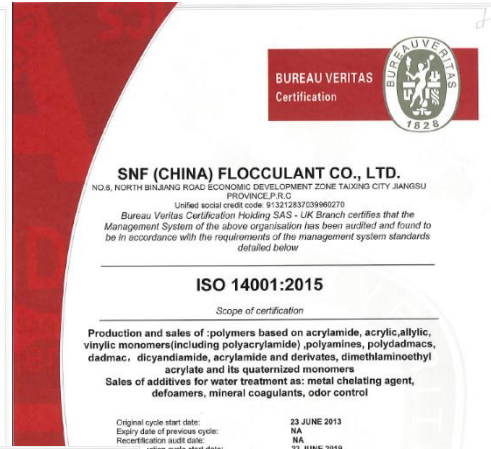 BUREAU VERITAS
Certification
BUREAU VERITAS
1828
SNF (CHINA) FLOCCULANT CO., LTD.
NO.6, NORTH BINJIANG ROAD ECONOMIC DEVELOPMENT ZONE TAIXING CITY JIANGSU
PROVINCE,P.R.C
Unified social credit code: 913212837039960270
Bureau Veritas Certification Holding SAS - UK Branch certifies that the
Management System of the above organisation has been audited and found to
be in accordance with the requirements of the management system standards
detailed below
ISO 14001:2015
Scope of certification
Production and sales of :polymers based on acrylamide, acrylic,allylic,
vinylic monomers(including polyacrylamide) ,polyamines, polydadmacs,
dadmac, dicyandiamide, acrylamide and derivates, dimethlaminoethyl
acrylate and its quaternized monomers
Sales of additives for water treatment as: metal chelating agent,
defoamers, mineral coagulants, odor control
Original cycle start date: 23 JUNE 2013
Expiry date of previous cycle: NA
Recertification audit date: NA
cycle start date: 22 JUNE 2019